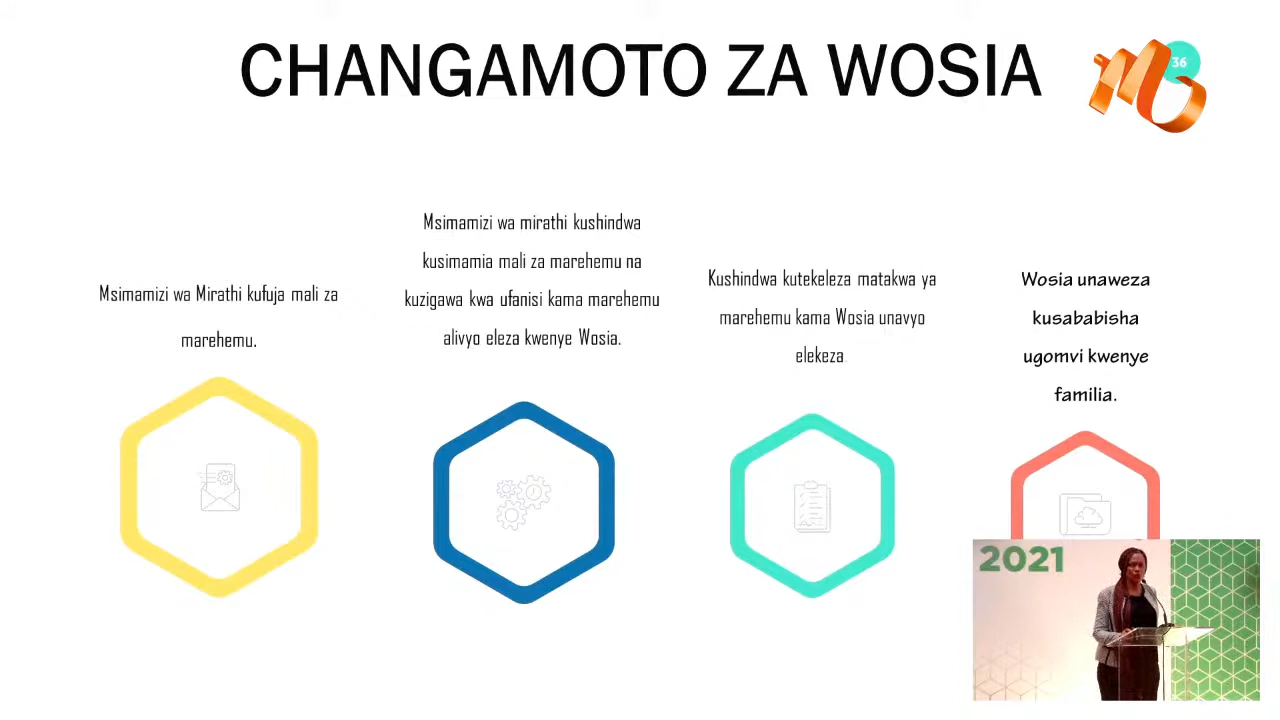 CHANGAMOTO ZA WOSIA
36
Msimamizi wa Mirathi kufuja mali za
marehemu.
Msimamizi wa mirathi kushindwa
kusimamia mali za marehemu na
kuzigawa kwa ufanisi kama marehemu
alivyo eleza kwenye Wosia.
Kushindwa kutekeleza matakwa ya
marehemu kama Wosia unavyo
elekeza
Wosia unaweza
kusababisha
ugomvi kwenye
familia.
2021